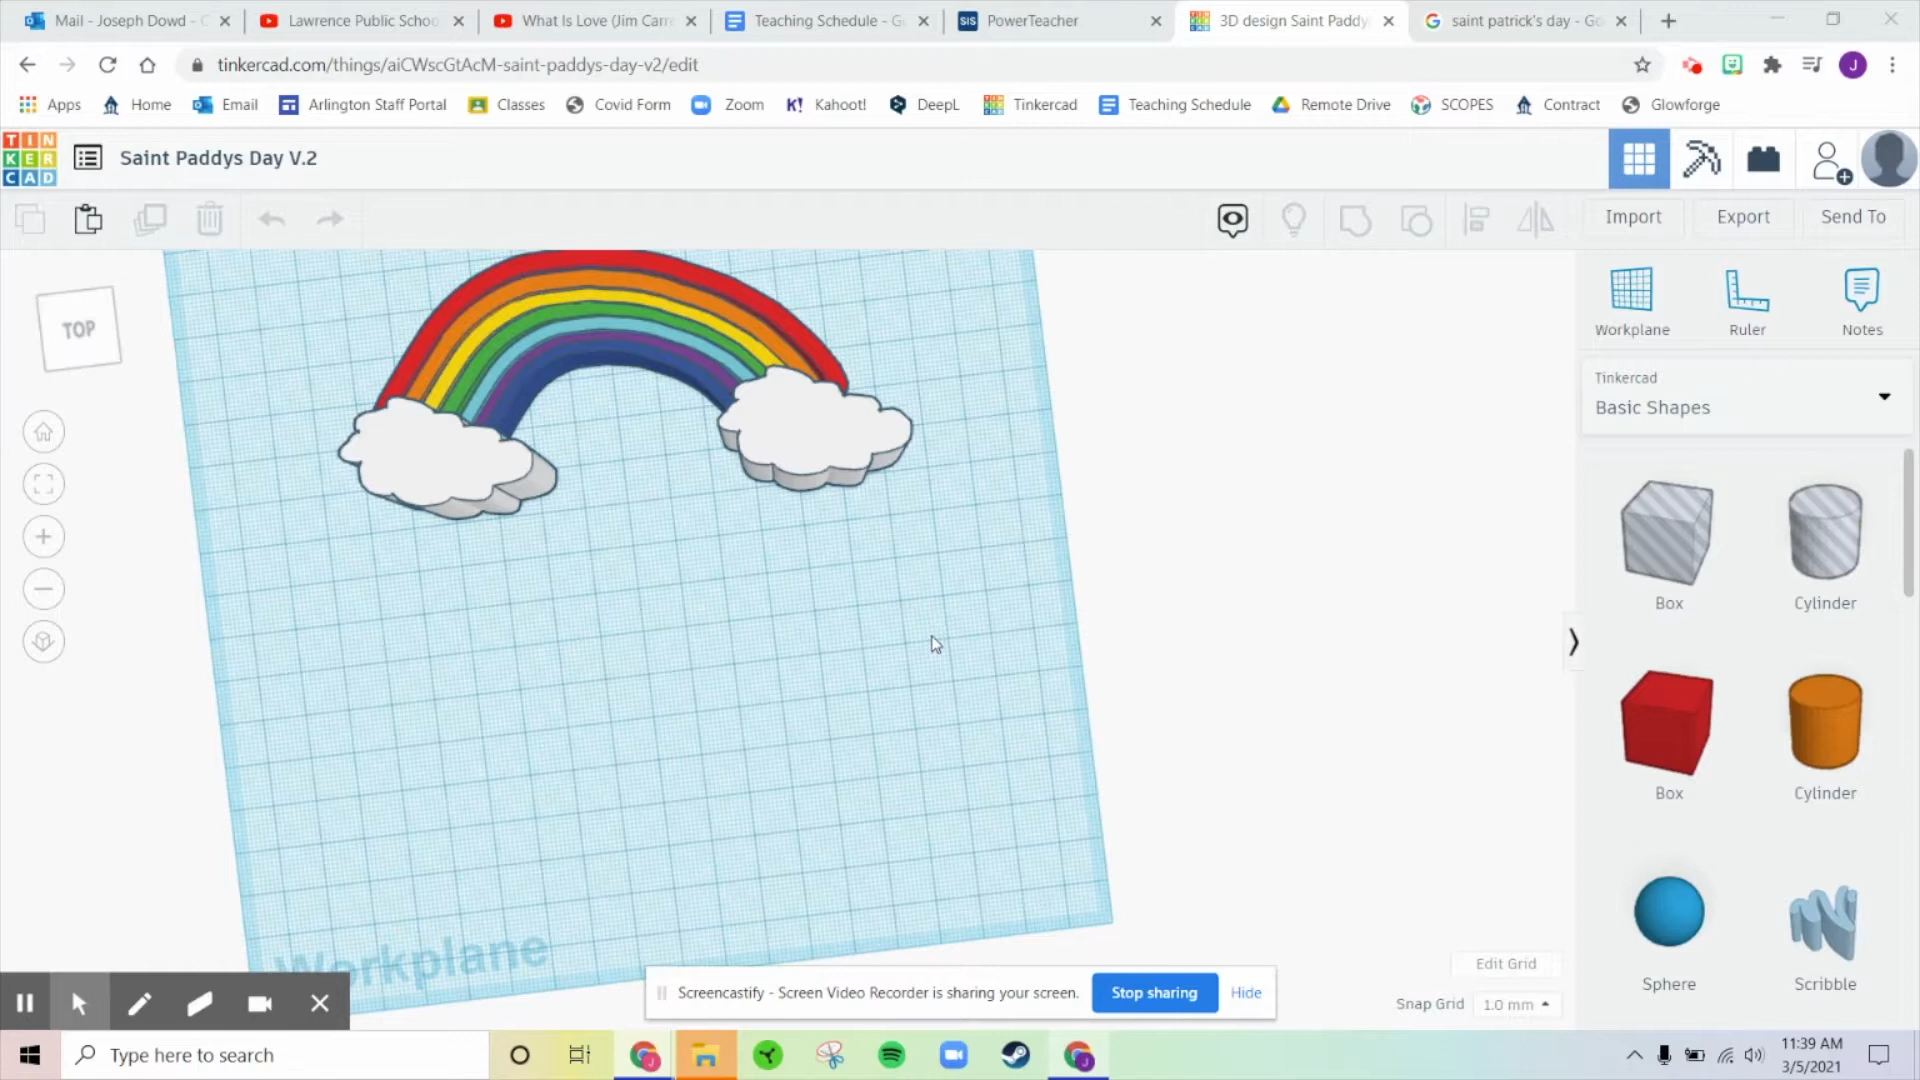 Mail - Joseph Dowd - C
Lawrence Public Schoo
What Is Love (Jim Carre
Teaching Schedule - G
SIS PowerTeacher
3D design Saint Paddy
saint patrick's day - Go
tinkercad.com/things/aiCWscGtAcM-saint-paddys-day-v2/edit
J
Apps Home Email Arlington Staff Portal Classes Covid Form Zoom K! Kahoot! DeepL Tinkercad Teaching Schedule Remote Drive SCOPES Contract Glowforge
TIN
KER
CAD
Saint Paddys Day V.2
Import Export Send To
TOP
Workplane Ruler Notes
Tinkercad
Basic Shapes
Box Cylinder
Box Cylinder
Sphere Scribble
Workplane
Edit Grid
Snap Grid 1.0 mm
Screencastify - Screen Video Recorder is sharing your screen. Stop sharing Hide
Type here to search
11:39 AM
3/5/2021